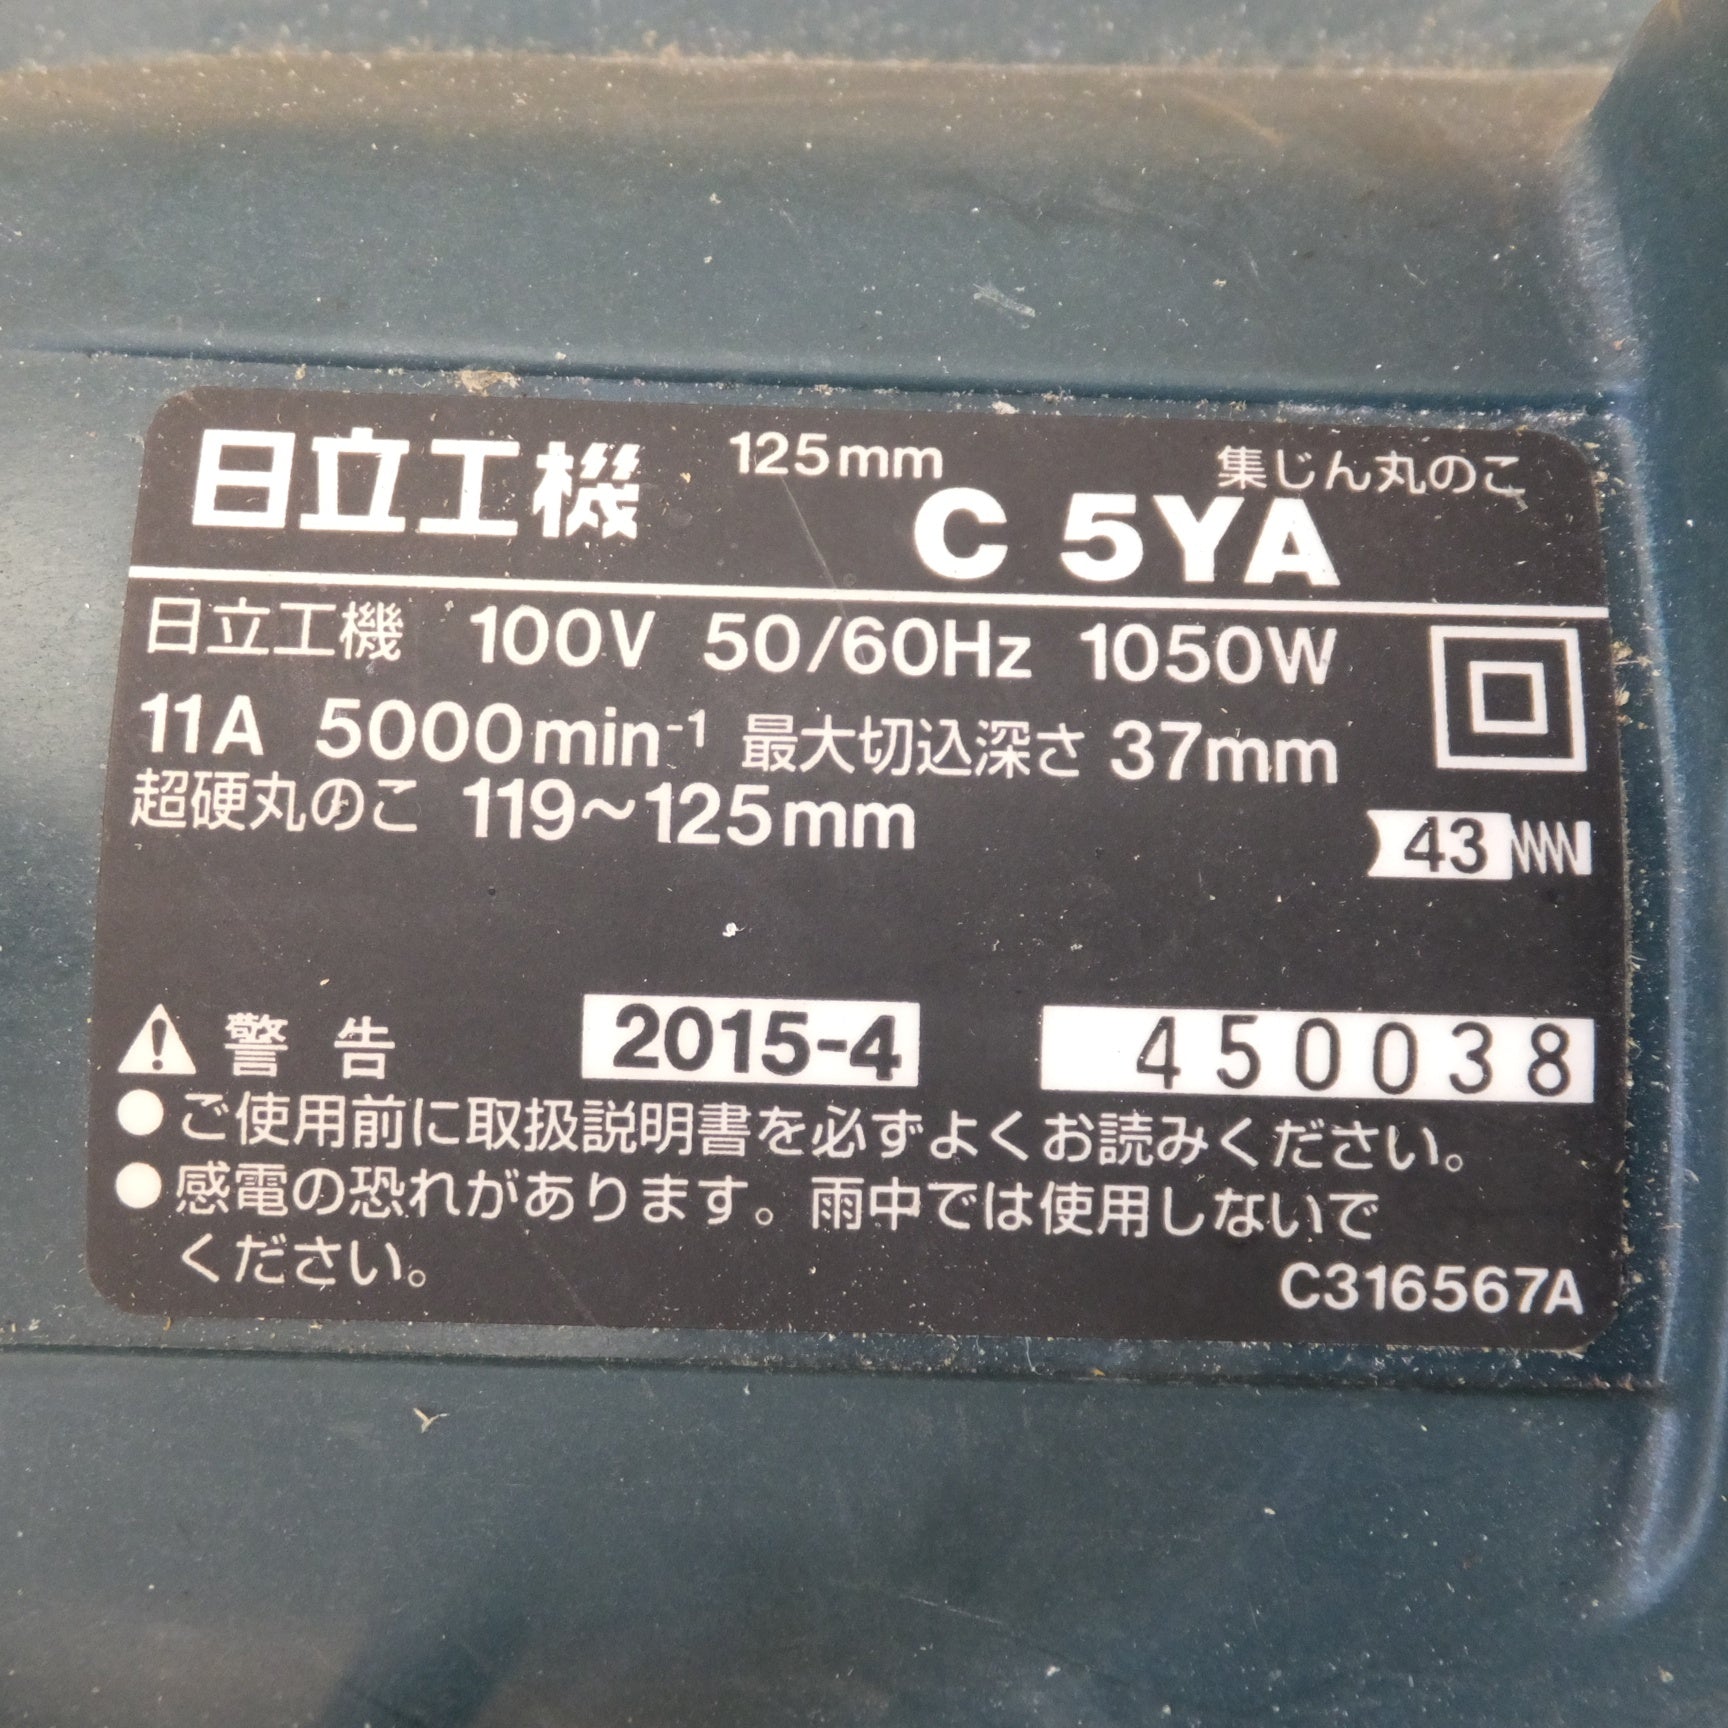 日立工機 125mm 集じん丸のこ
C 5YA
日立工機 100V 50/60Hz 1050W
11A 5000min⁻¹ 最大切込深さ 37mm
超硬丸のこ 119~125mm
43
警告 2015-4 450038
●ご使用前に取扱説明書を必ずよくお読みください。
●感電の恐れがあります。雨中では使用しないで
ください。
C316567A